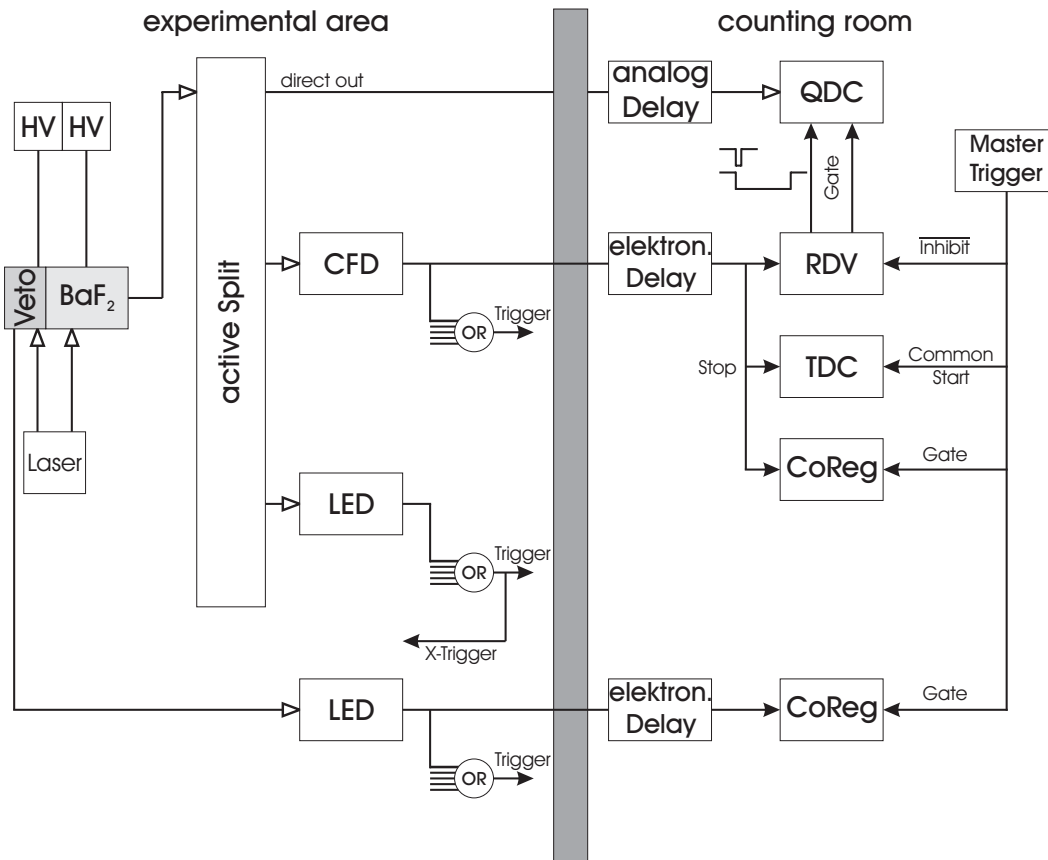 experimental area
counting room
direct out
analog
Delay
QDC
HV
HV
Master
Trigger
Gate
active Split
CFD
elektron.
Delay
RDV
Inhibit
Veto
BaF2
OR
Trigger
Stop
TDC
Common
Start
Laser
CoReg
Gate
LED
OR
Trigger
X-Trigger
LED
elektron.
Delay
CoReg
Gate
OR
Trigger